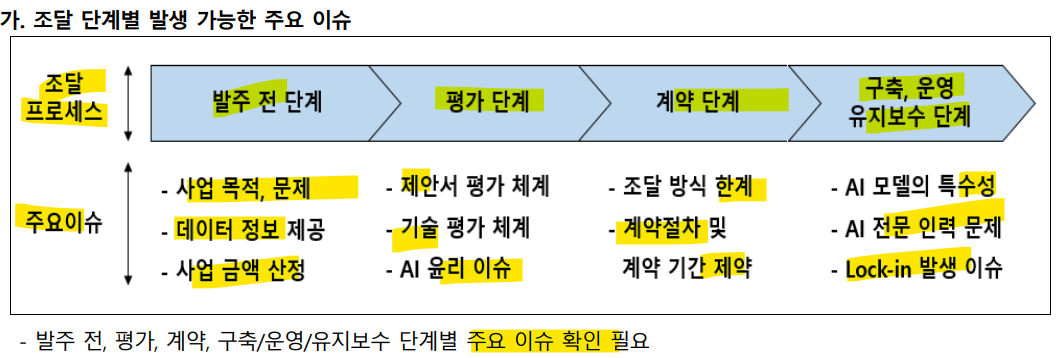 가. 조달 단계별 발생 가능한 주요 이슈
조달
프로세스
발주 전 단계
평가 단계
계약 단계
구축, 운영
유지보수 단계
주요이슈
- 사업 목적, 문제
- 데이터 정보 제공
- 사업 금액 산정
- 제안서 평가 체계
- 기술 평가 체계
- AI 윤리 이슈
- 조달 방식 한계
- 계약절차 및
계약 기간 제약
- AI 모델의 특수성
- AI 전문 인력 문제
- Lock-in 발생 이슈
- 발주 전, 평가, 계약, 구축/운영/유지보수 단계별 주요 이슈 확인 필요